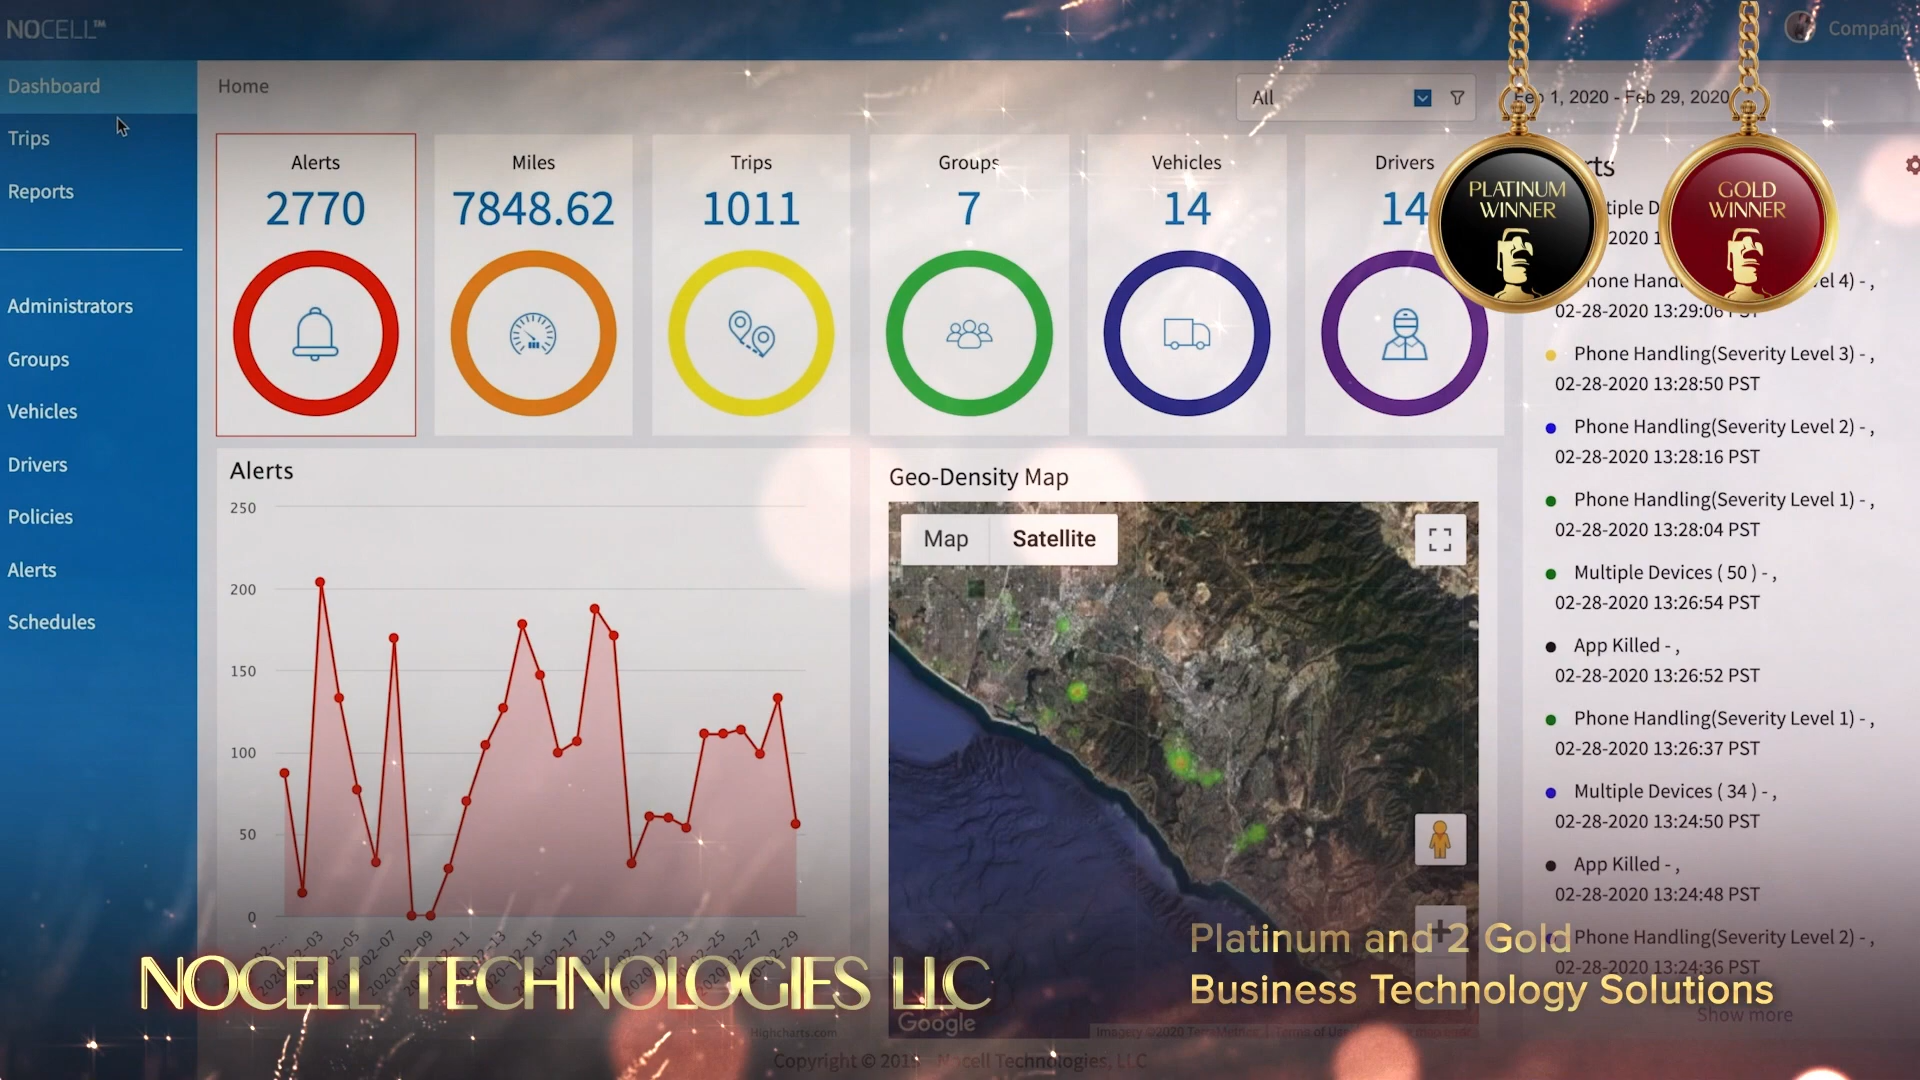 NOCELL™
Company
Dashboard
Trips
Reports
Administrators
Groups
Vehicles
Drivers
Policies
Alerts
Schedules
Home
All
Feb 1, 2020 - Feb 29, 2020
Alerts
2770
Miles
7848.62
Trips
1011
Groups
7
Vehicles
14
Drivers
14
PLATINUM
WINNER
GOLD
WINNER
Alerts
250
200
150
100
50
0
Geo-Density Map
Map
Satellite
Google
Phone Handling(Severity Level 3) - ,
02-28-2020 13:28:50 PST
Phone Handling(Severity Level 2) - ,
02-28-2020 13:28:16 PST
Phone Handling(Severity Level 1) - ,
02-28-2020 13:28:04 PST
Multiple Devices ( 50 ) - ,
02-28-2020 13:26:54 PST
App Killed - ,
02-28-2020 13:26:52 PST
Phone Handling(Severity Level 1) - ,
02-28-2020 13:26:37 PST
Multiple Devices ( 34 ) - ,
02-28-2020 13:24:50 PST
App Killed - ,
02-28-2020 13:24:48 PST
Phone Handling(Severity Level 2) - ,
02-28-2020 13:24:36 PST
Show more
NOCELL TECHNOLOGIES LLC
Platinum and 2 Gold
Business Technology Solutions
Highcharts.com
Copyright © Nocell Technologies, LLC